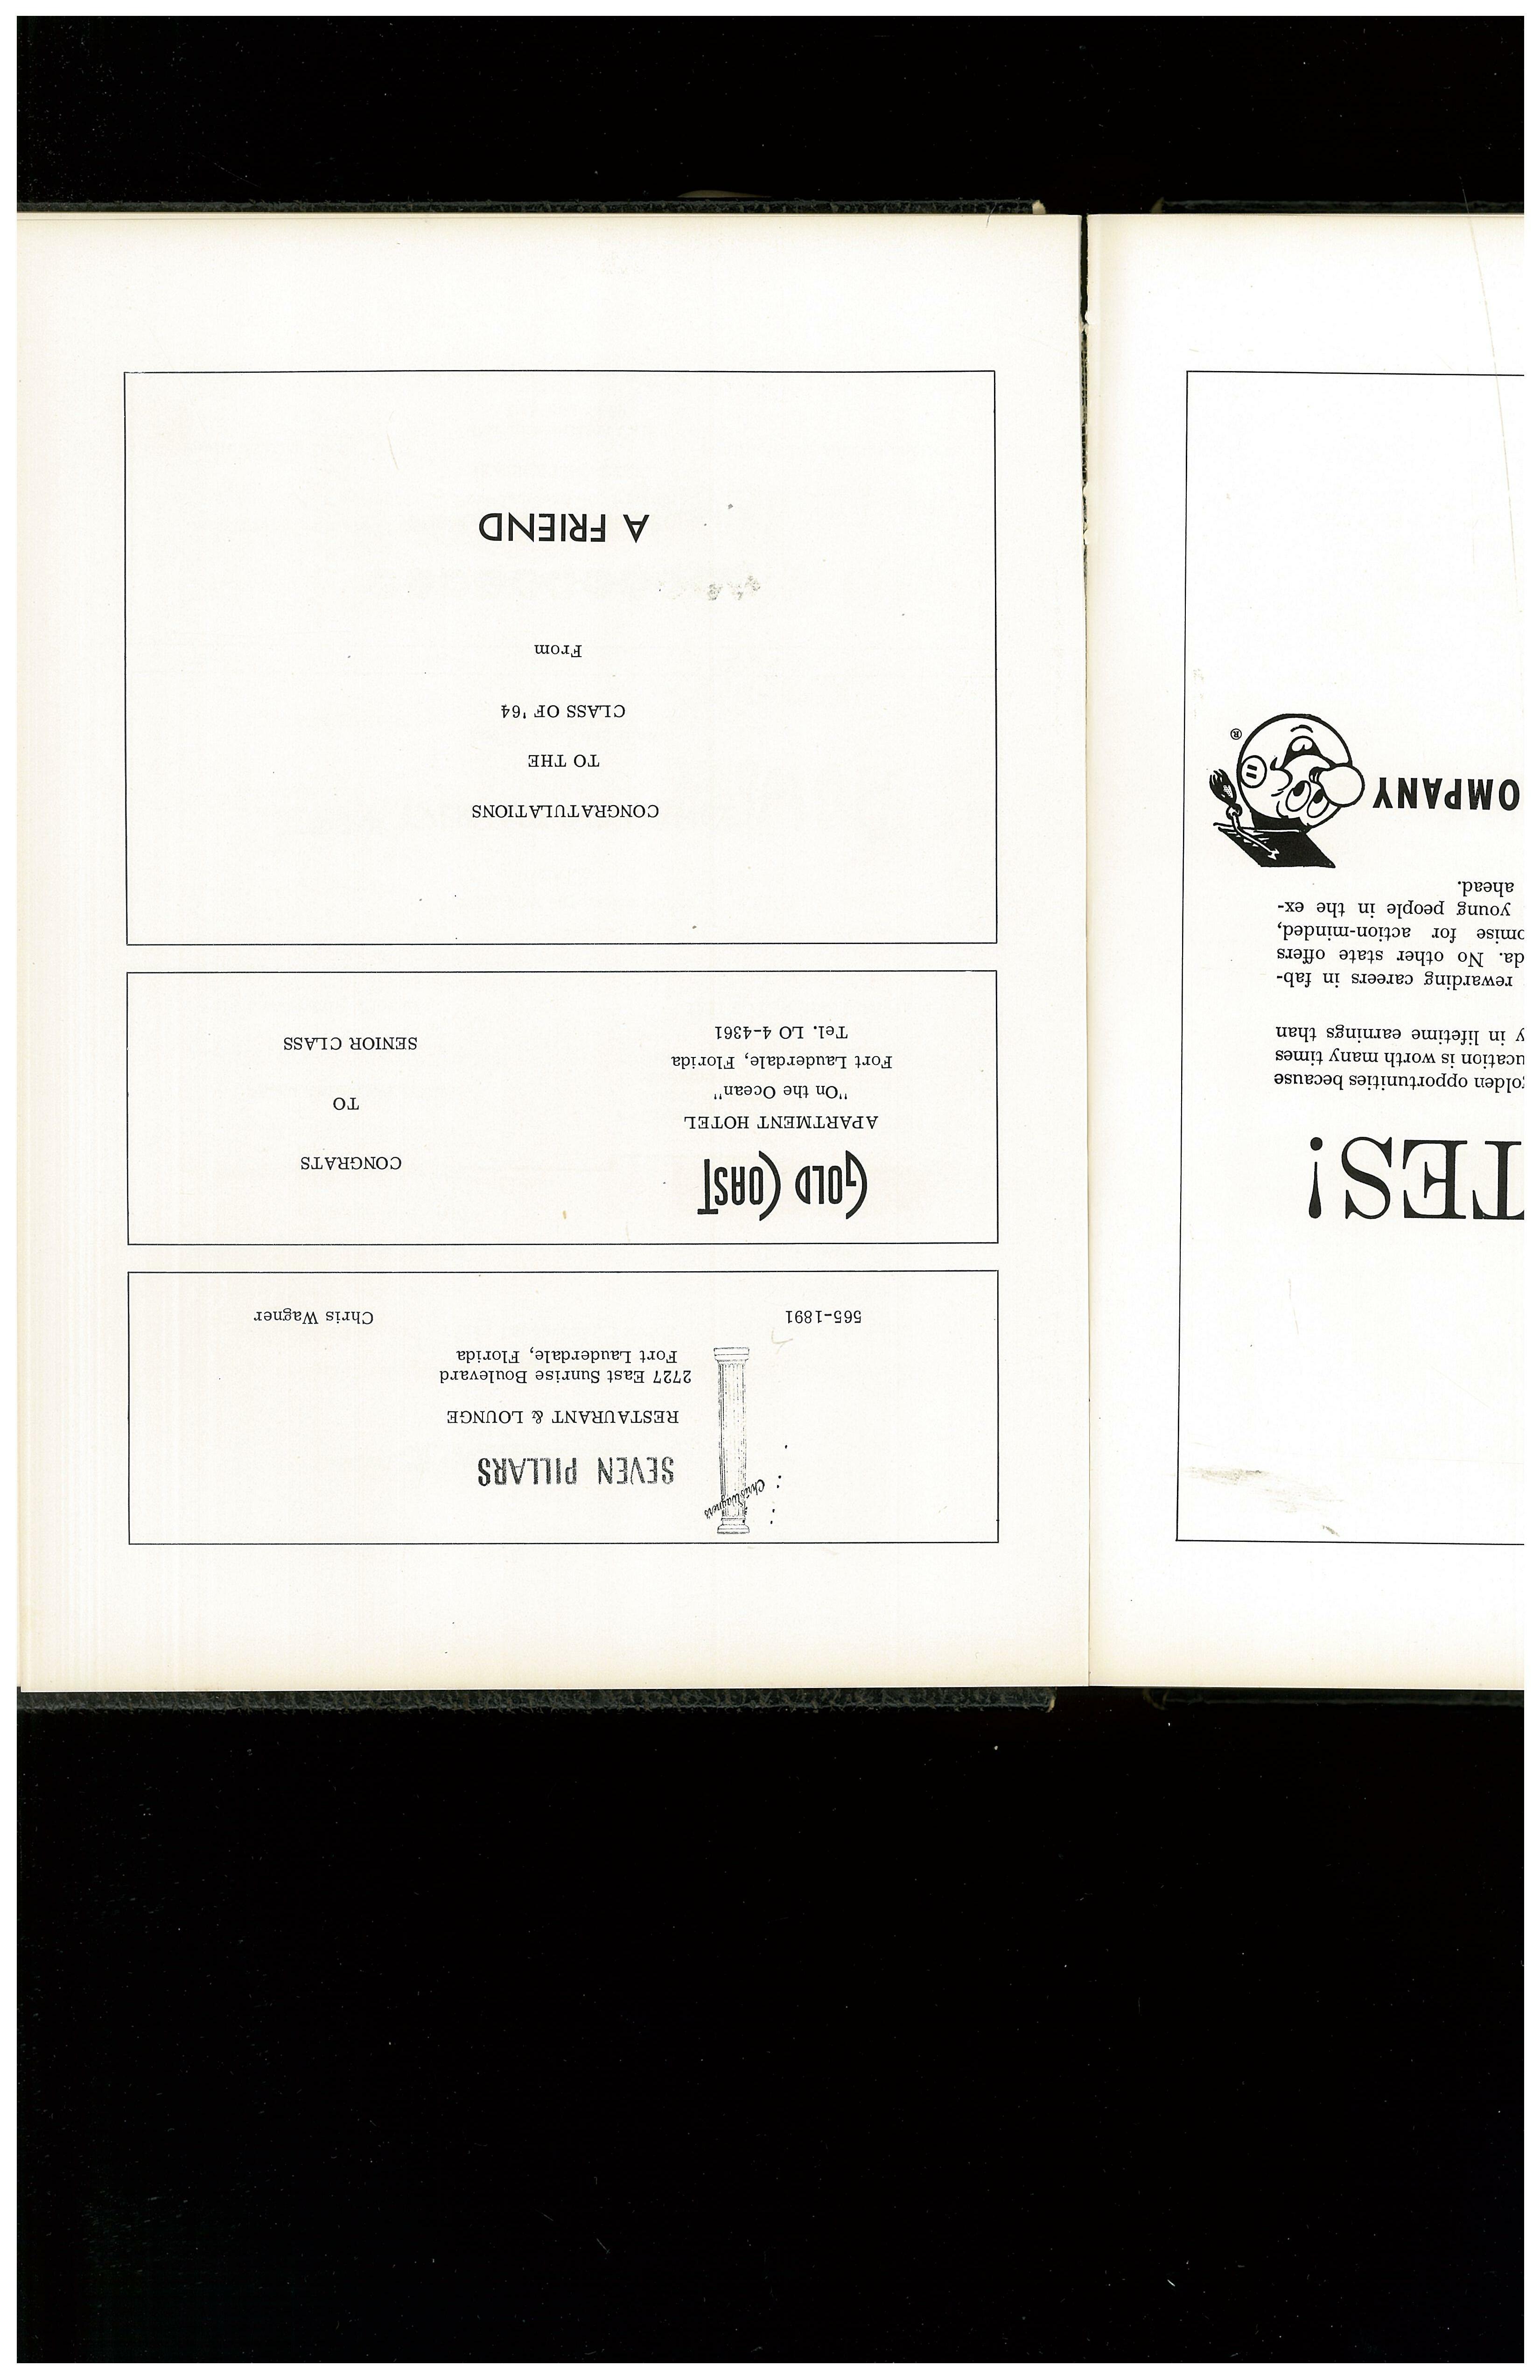 TES!
golden opportunities because
ucation is worth many times
y in lifetime earnings than
rewarding careers in fab-
da. No other state offers
omise for action-minded,
young people in the ex-
ahead.
OMPANY
®
Chris Wagner's
SEVEN PILLARS
RESTAURANT & LOUNGE
2727 East Sunrise Boulevard
Fort Lauderdale, Florida
565-1891
Chris Wagner
GOLD COAST
APARTMENT HOTEL
"On the Ocean"
Fort Lauderdale, Florida
Tel. LO 4-4361
CONGRATS
TO
SENIOR CLASS
CONGRATULATIONS
TO THE
CLASS OF '64
From
A FRIEND